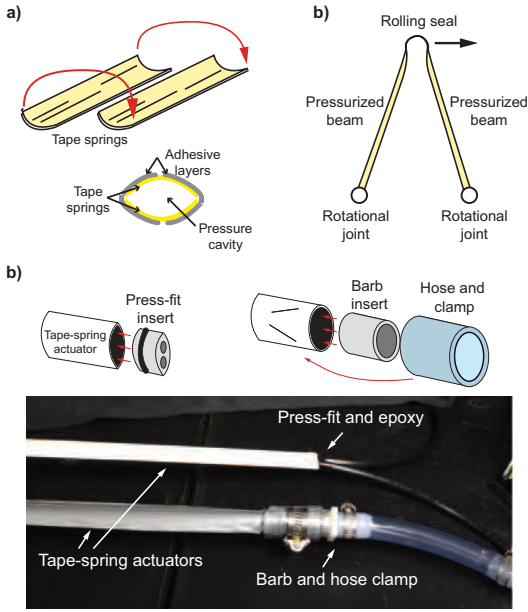 a)
Tape springs
Adhesive
layers
Tape
springs
Pressure
cavity
b)
Rolling seal
Pressurized
beam
Pressurized
beam
Rotational
joint
Rotational
joint
b)
Tape-spring
actuator
Press-fit
insert
Barb
insert
Hose and
clamp
Press-fit and epoxy
Tape-spring actuators
Barb and hose clamp